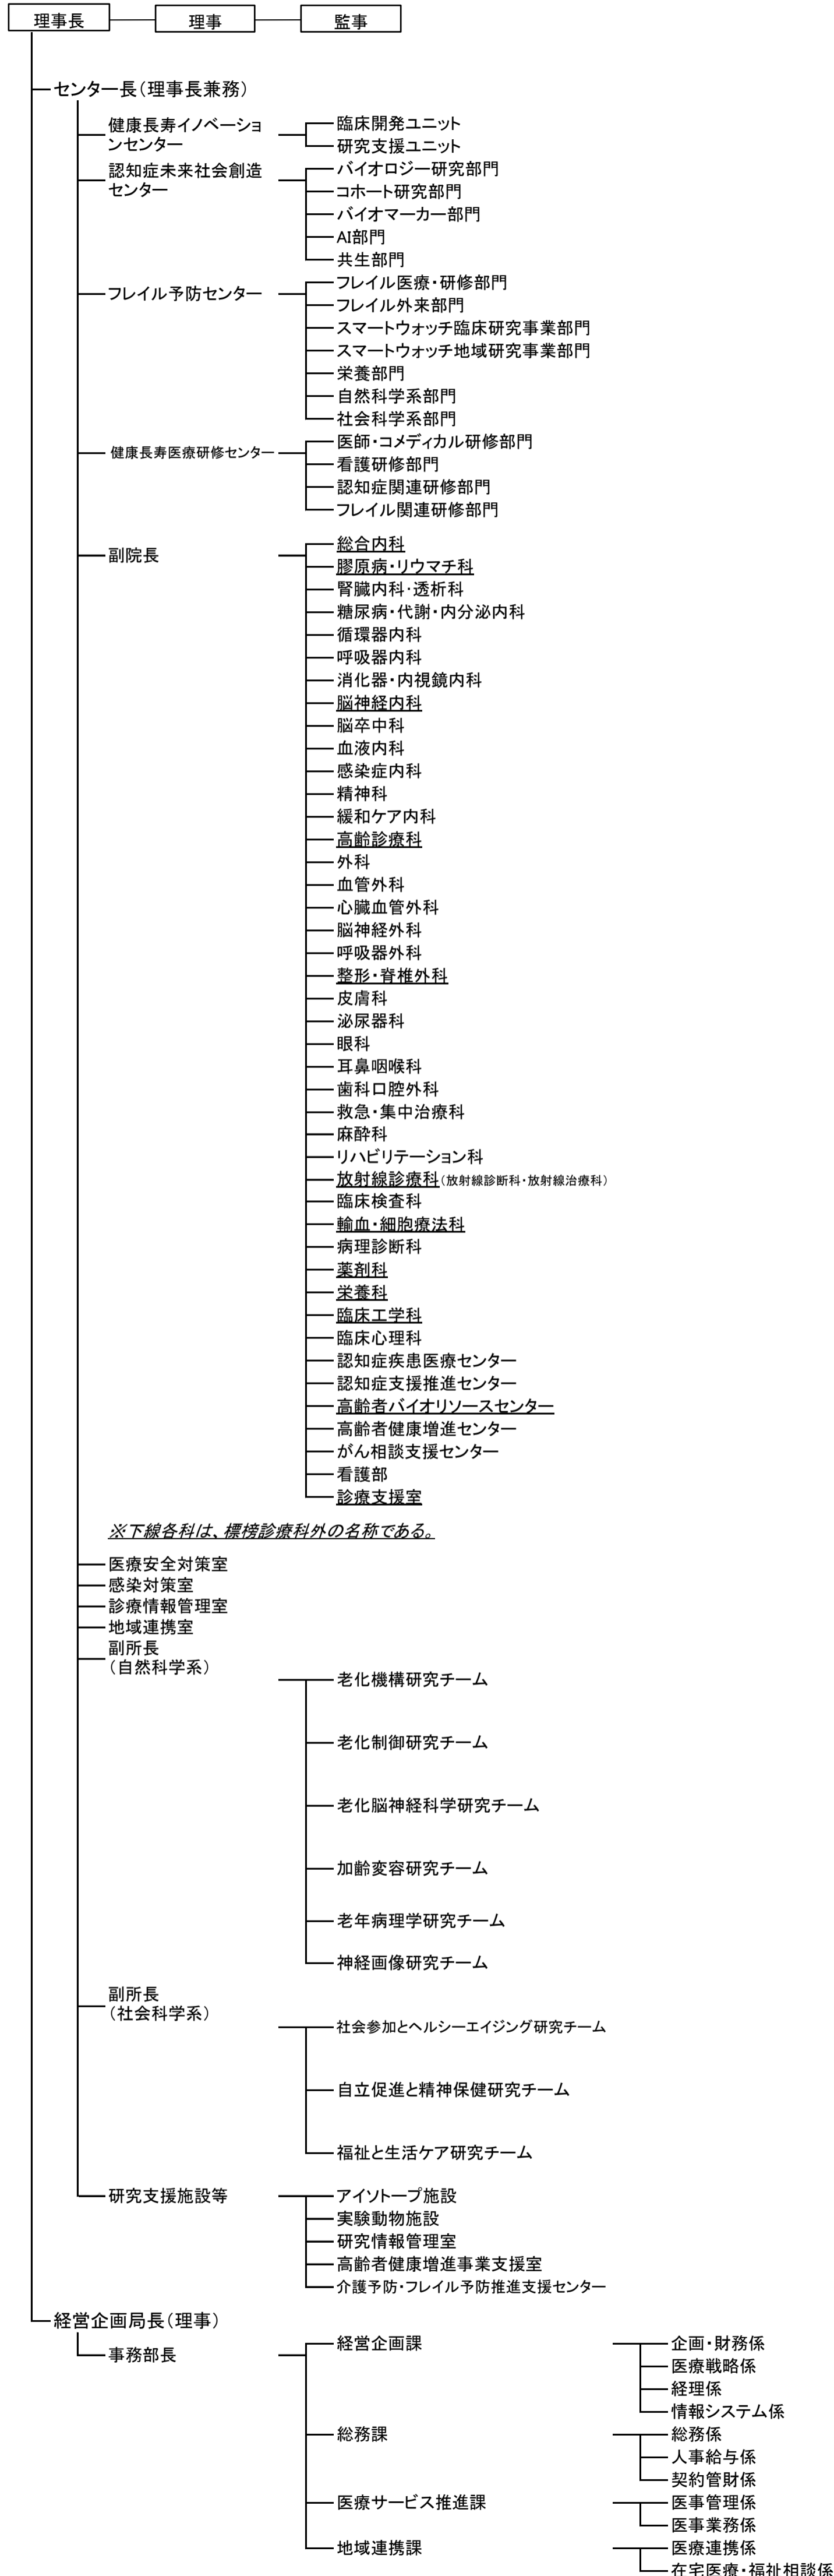 理事長 理事 監事
センター長（理事長兼務）
健康長寿イノベーショ
ンセンター
臨床開発ユニット
研究支援ユニット
認知症未来社会創造
センター
バイオロジー研究部門
コホート研究部門
バイオマーカー部門
AI部門
共生部門
フレイル予防センター
フレイル医療・研修部門
フレイル外来部門
スマートウォッチ臨床研究事業部門
スマートウォッチ地域研究事業部門
栄養部門
自然科学系部門
社会科学系部門
健康長寿医療研修センター
医師・コメディカル研修部門
看護研修部門
認知症関連研修部門
フレイル関連研修部門
副院長
総合内科
膠原病・リウマチ科
腎臓内科・透析科
糖尿病・代謝・内分泌内科
循環器内科
呼吸器内科
消化器・内視鏡内科
脳神経内科
脳卒中科
血液内科
感染症内科
精神科
緩和ケア内科
高齢診療科
外科
血管外科
心臓血管外科
脳神経外科
呼吸器外科
整形・脊椎外科
皮膚科
泌尿器科
眼科
耳鼻咽喉科
歯科口腔外科
救急・集中治療科
麻酔科
リハビリテーション科
放射線診療科（放射線診断科・放射線治療科）
臨床検査科
輸血・細胞療法科
病理診断科
薬剤科
栄養科
臨床工学科
臨床心理科
認知症疾患医療センター
認知症支援推進センター
高齢者バイオリソースセンター
高齢者健康増進センター
がん相談支援センター
看護部
診療支援室
※下線各科は、標榜診療科外の名称である。
医療安全対策室
感染対策室
診療情報管理室
地域連携室
副所長
（自然科学系）
老化機構研究チーム
老化制御研究チーム
老化脳神経科学研究チーム
加齢変容研究チーム
老年病理学研究チーム
神経画像研究チーム
副所長
（社会科学系）
社会参加とヘルシーエイジング研究チーム
自立促進と精神保健研究チーム
福祉と生活ケア研究チーム
研究支援施設等
アイソトープ施設
実験動物施設
研究情報管理室
高齢者健康増進事業支援室
介護予防・フレイル予防推進支援センター
経営企画局長（理事）
事務部長
経営企画課
企画・財務係
医療戦略係
経理係
情報システム係
総務課
総務係
人事給与係
契約管財係
医療サービス推進課
医事管理係
医事業務係
地域連携課
医療連携係
在宅医療・福祉相談係